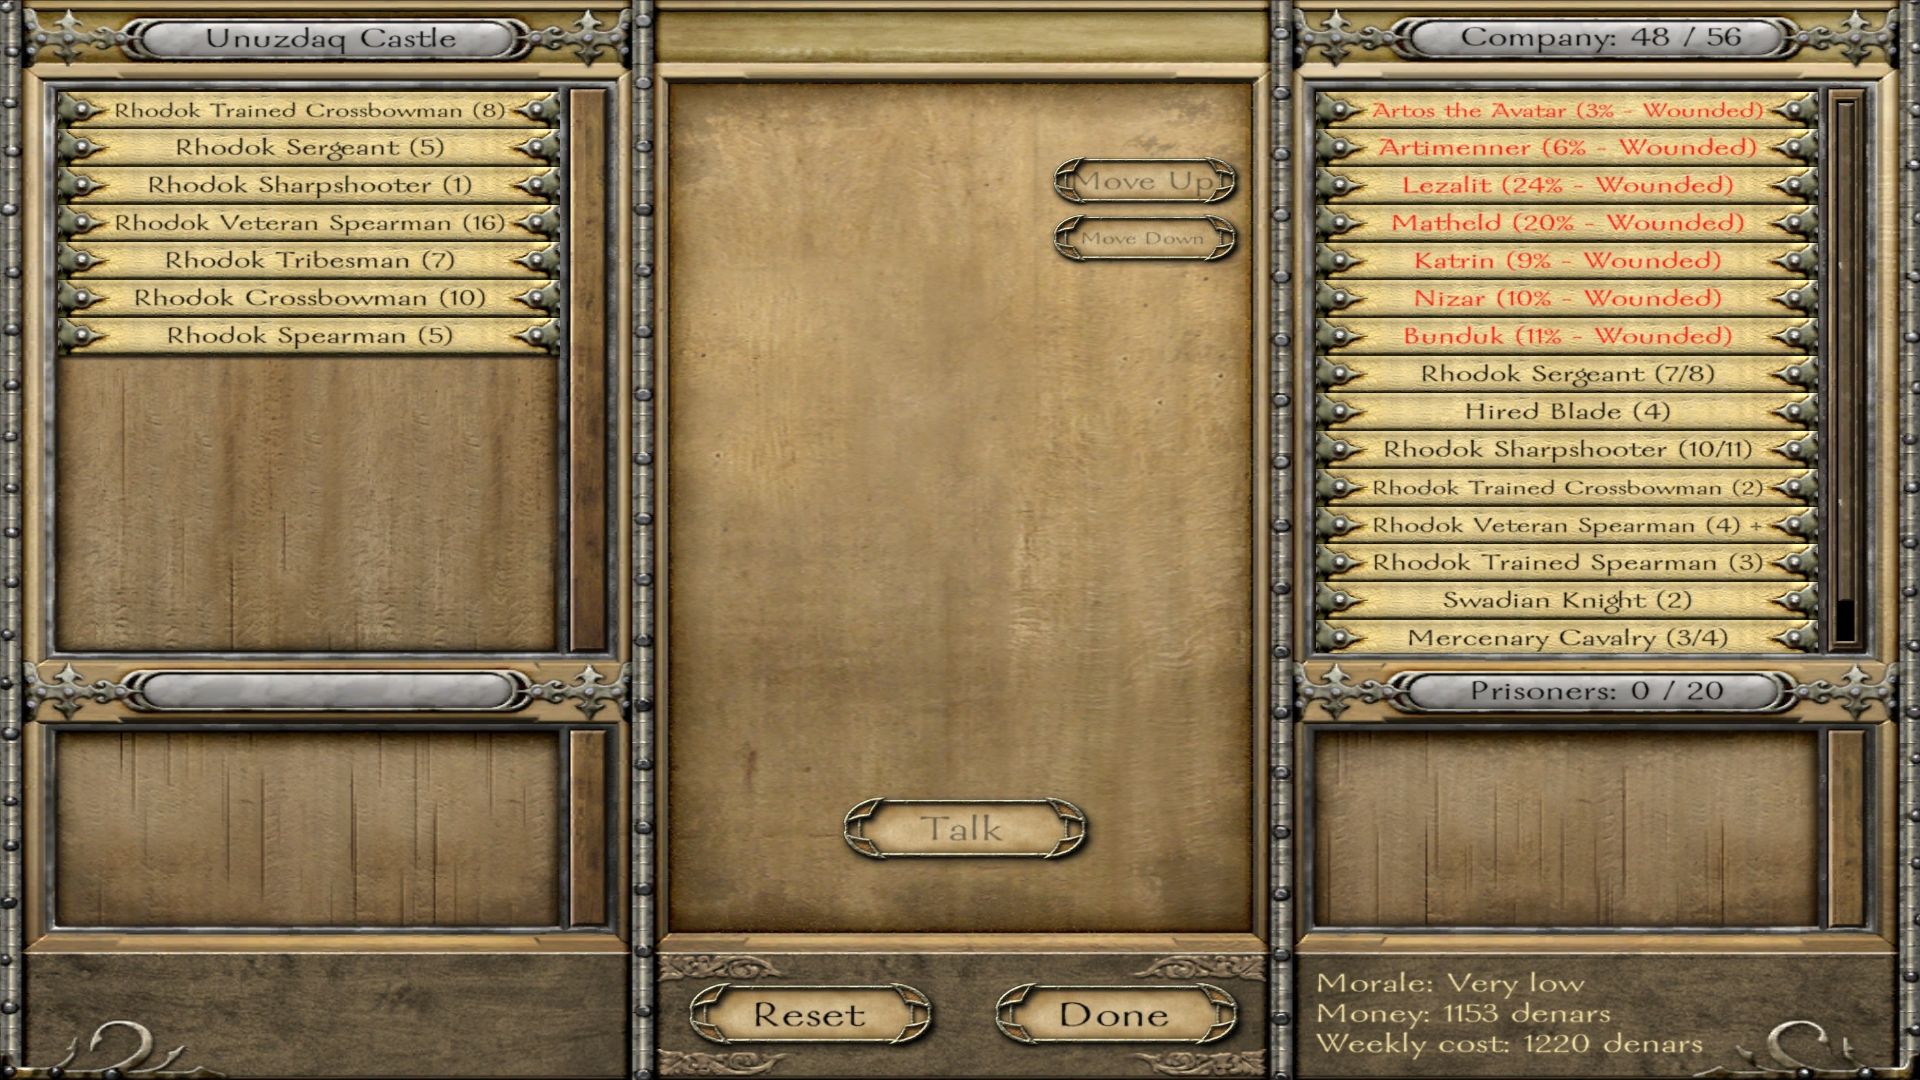 Unuzdaq Castle
Rhodok Trained Crossbowman (8)
Rhodok Sergeant (5)
Rhodok Sharpshooter (1)
Rhodok Veteran Spearman (16)
Rhodok Tribesman (7)
Rhodok Crossbowman (10)
Rhodok Spearman (5)
Move Up
Move Down
Talk
Reset
Done
Company: 48 / 56
Artos the Avatar (3% - Wounded)
Artimenner (6% - Wounded)
Lezalit (24% - Wounded)
Matheld (20% - Wounded)
Katrin (9% - Wounded)
Nizar (10% - Wounded)
Bunduk (11% - Wounded)
Rhodok Sergeant (7/8)
Hired Blade (4)
Rhodok Sharpshooter (10/11)
Rhodok Trained Crossbowman (2)
Rhodok Veteran Spearman (4) +
Rhodok Trained Spearman (3)
Swadian Knight (2)
Mercenary Cavalry (3/4)
Prisoners: 0 / 20
Morale: Very low
Money: 1153 denars
Weekly cost: 1220 denars